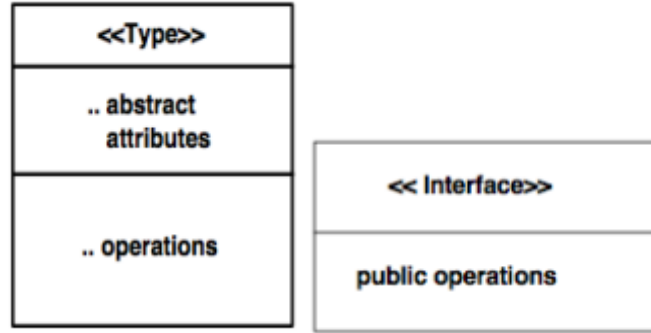 <<Type>>
.. abstract
attributes
.. operations
<< Interface>>
public operations